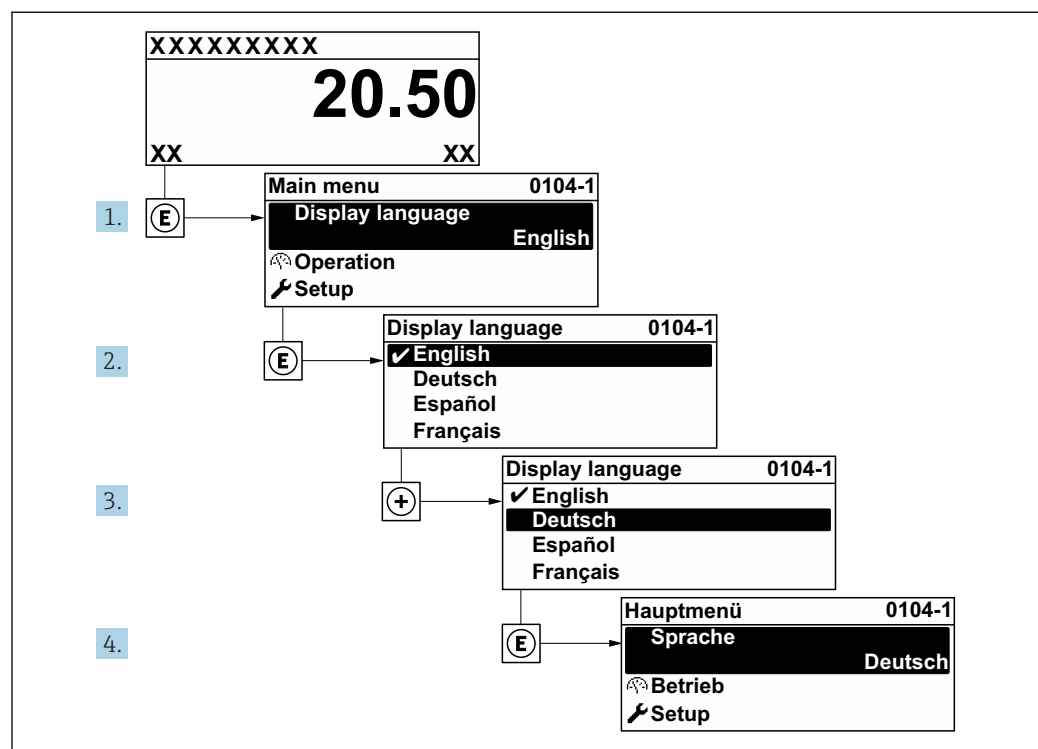 XXXXXXXXX
20.50
XX XX
1. E
Main menu 0104-1
Display language
English
Operation
Setup
2. E
Display language 0104-1
✔English
Deutsch
Español
Français
3. +
Display language 0104-1
✔English
Deutsch
Español
Français
4. E
Hauptmenü 0104-1
Sprache
Deutsch
Betrieb
Setup